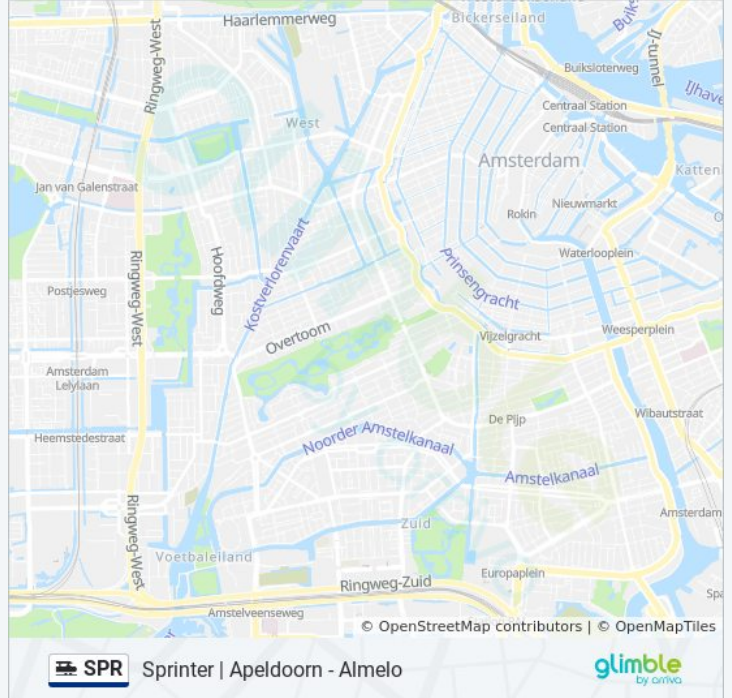 Haarlemmerweg
Bickerseiland
Buiks
IJ-tunnel
Ringweg-West
Buiksloterweg
IJhave
Centraal Station
West
Centraal Station
Amsterdam
Katten
Jan van Galenstraat
Nieuwmarkt
Rokin
O
Waterlooplein
Kostverlorenvaart
Hoofdweg
Prinsengracht
Ringweg-West
Postjesweg
Weesperplein
Overtoom
Vijzelgracht
Amsterdam
Lelylaan
Wibautstraat
De Pijp
Heemstedestraat
Noorder Amstelkanaal
Amstelkanaal
Ringweg-West
Amsterdam
Zuid
Voetbaleiland
Europaplein
Ringweg-Zuid
Spa
Amstelveenseweg
© OpenStreetMap contributors | © OpenMapTiles
SPR Sprinter | Apeldoorn - Almelo
glimble
by arriva